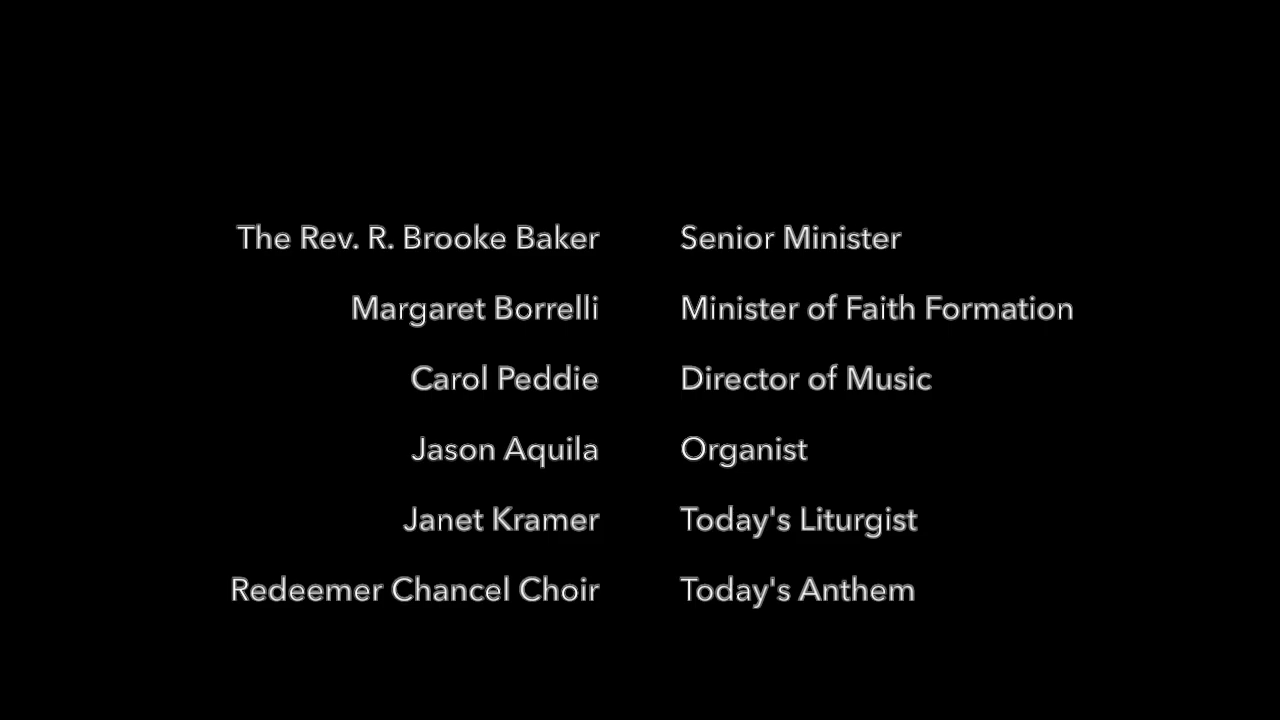 The Rev. R. Brooke Baker Senior Minister
Margaret Borrelli Minister of Faith Formation
Carol Peddie Director of Music
Jason Aquila Organist
Janet Kramer Today's Liturgist
Redeemer Chancel Choir Today's Anthem